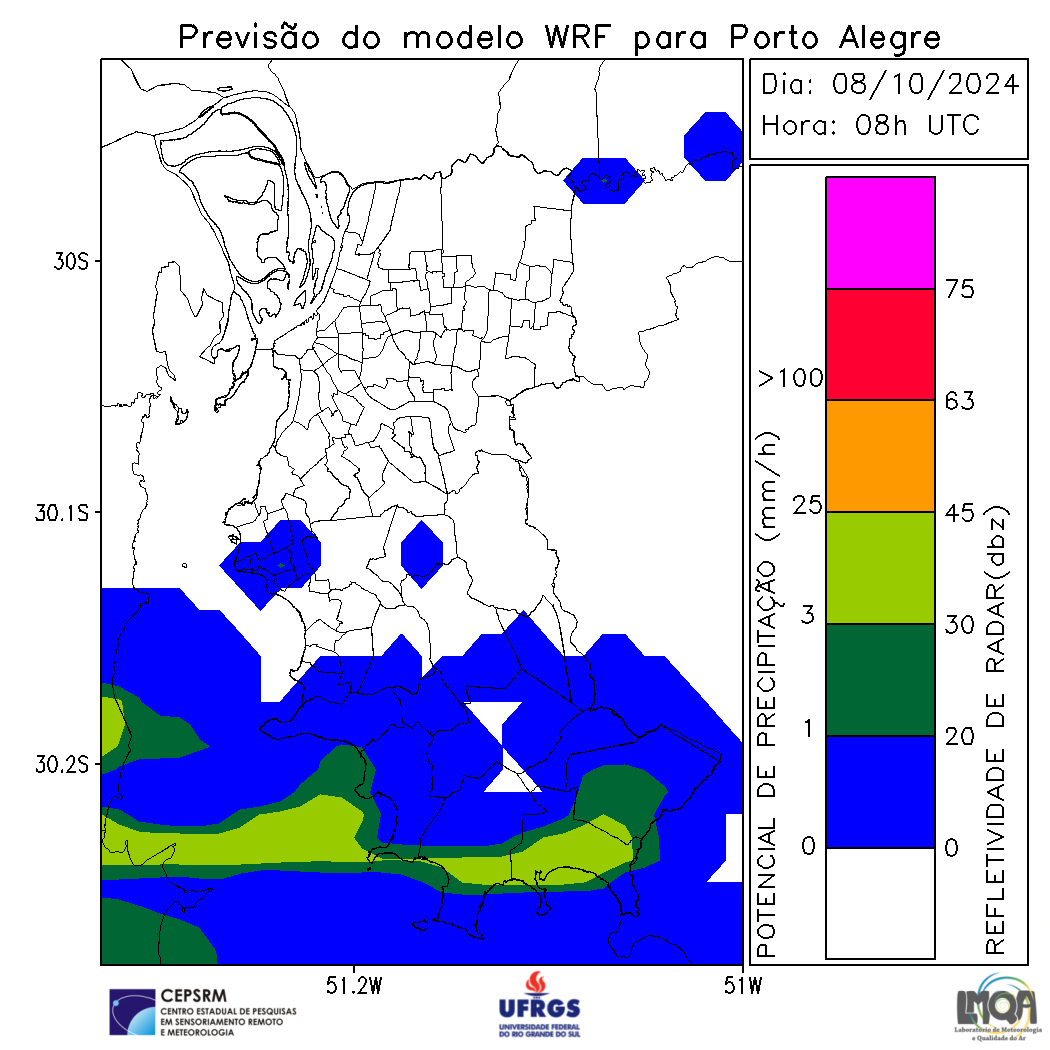 Previsão do modelo WRF para Porto Alegre
Dia: 08/10/2024
Hora: 08h UTC
30S
30.1S
30.2S
51.2W
51W
POTENCIAL DE PRECIPITAÇÃO (mm/h)
>100
25
3
1
0
75
63
45
30
20
0
REFLETIVIDADE DE RADAR(dbz)
CEPSRM
CENTRO ESTADUAL DE PESQUISAS
EM SENSORIAMENTO REMOTO
E METEOROLOGIA
UFRGS
UNIVERSIDADE FEDERAL
DO RIO GRANDE DO SUL
LMQA
Laboratório de Meteorologia
e Qualidade do Ar